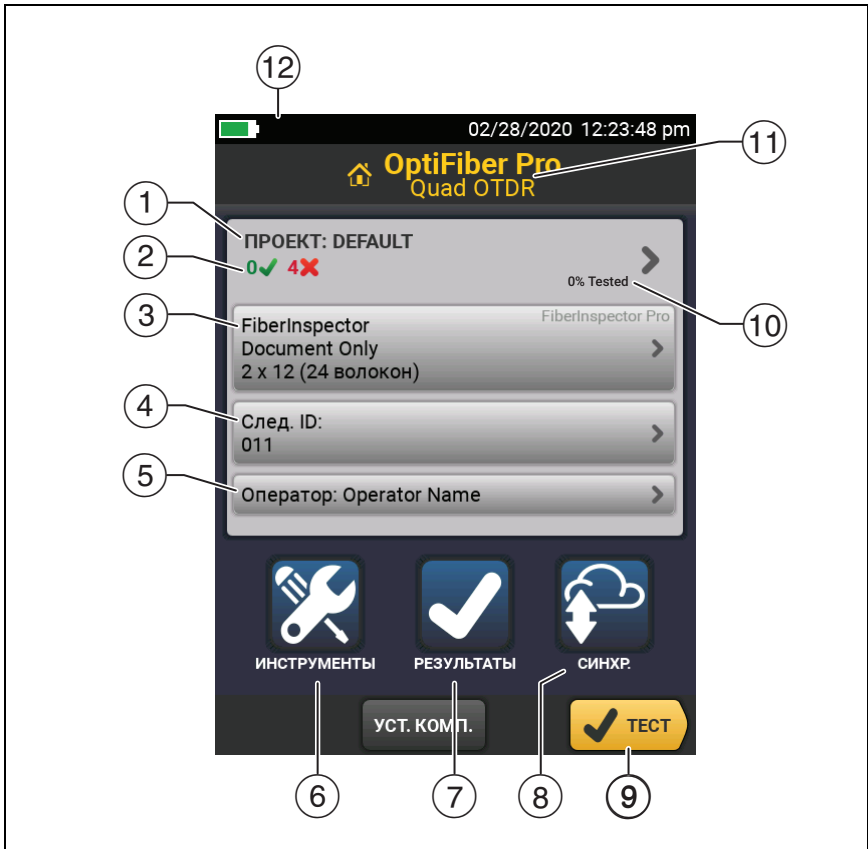 12
02/28/2020 12:23:48 pm
11
OptiFiber Pro
Quad OTDR
1
ПРОЕКТ: DEFAULT
2
0 4
0% Tested
10
3
FiberInspector Pro
FiberInspector
Document Only
2 x 12 (24 волокон)
4
След. ID:
011
5
Оператор: Operator Name
ИНСТРУМЕНТЫ
РЕЗУЛЬТАТЫ
СИНХР.
УСТ. КОМП.
ТЕСТ
6
7
8
9